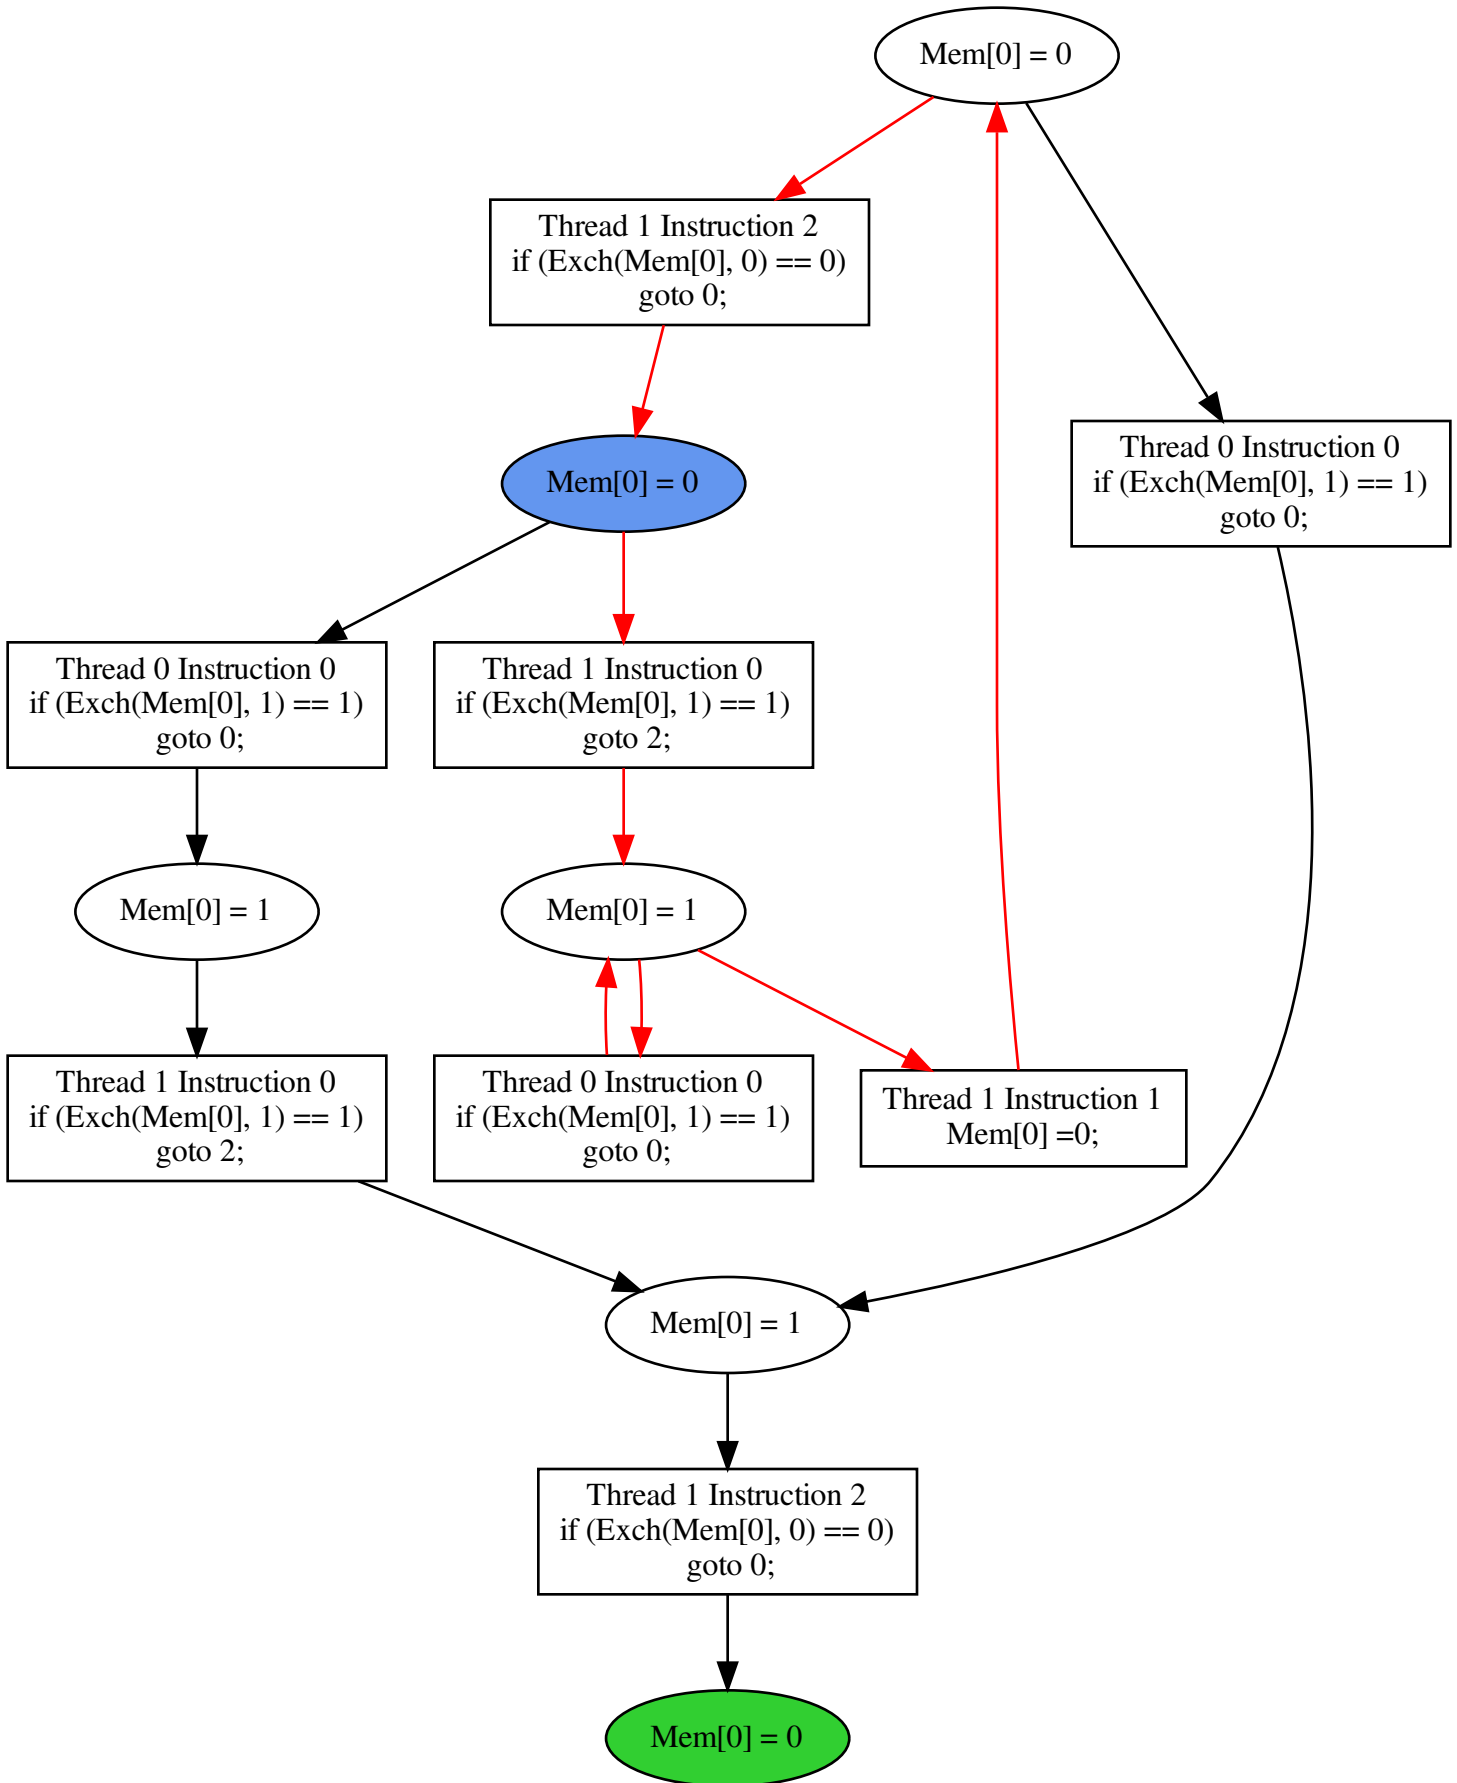 Mem[0] = 0
Thread 1 Instruction 2
if (Exch(Mem[0], 0) == 0)
goto 0;
Thread 0 Instruction 0
if (Exch(Mem[0], 1) == 1)
goto 0;
Mem[0] = 0
Thread 0 Instruction 0
if (Exch(Mem[0], 1) == 1)
goto 0;
Thread 1 Instruction 0
if (Exch(Mem[0], 1) == 1)
goto 2;
Mem[0] = 1
Mem[0] = 1
Thread 1 Instruction 0
if (Exch(Mem[0], 1) == 1)
goto 2;
Thread 0 Instruction 0
if (Exch(Mem[0], 1) == 1)
goto 0;
Thread 1 Instruction 1
Mem[0] =0;
Mem[0] = 1
Thread 1 Instruction 2
if (Exch(Mem[0], 0) == 0)
goto 0;
Mem[0] = 0